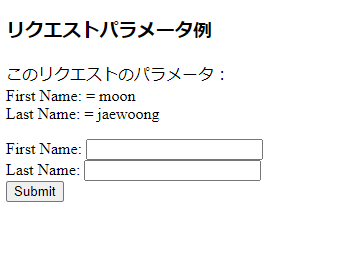 リクエストパラメータ例
このリクエストのパラメータ：
First Name: = moon
Last Name: = jaewoong
First Name:
Last Name:
Submit